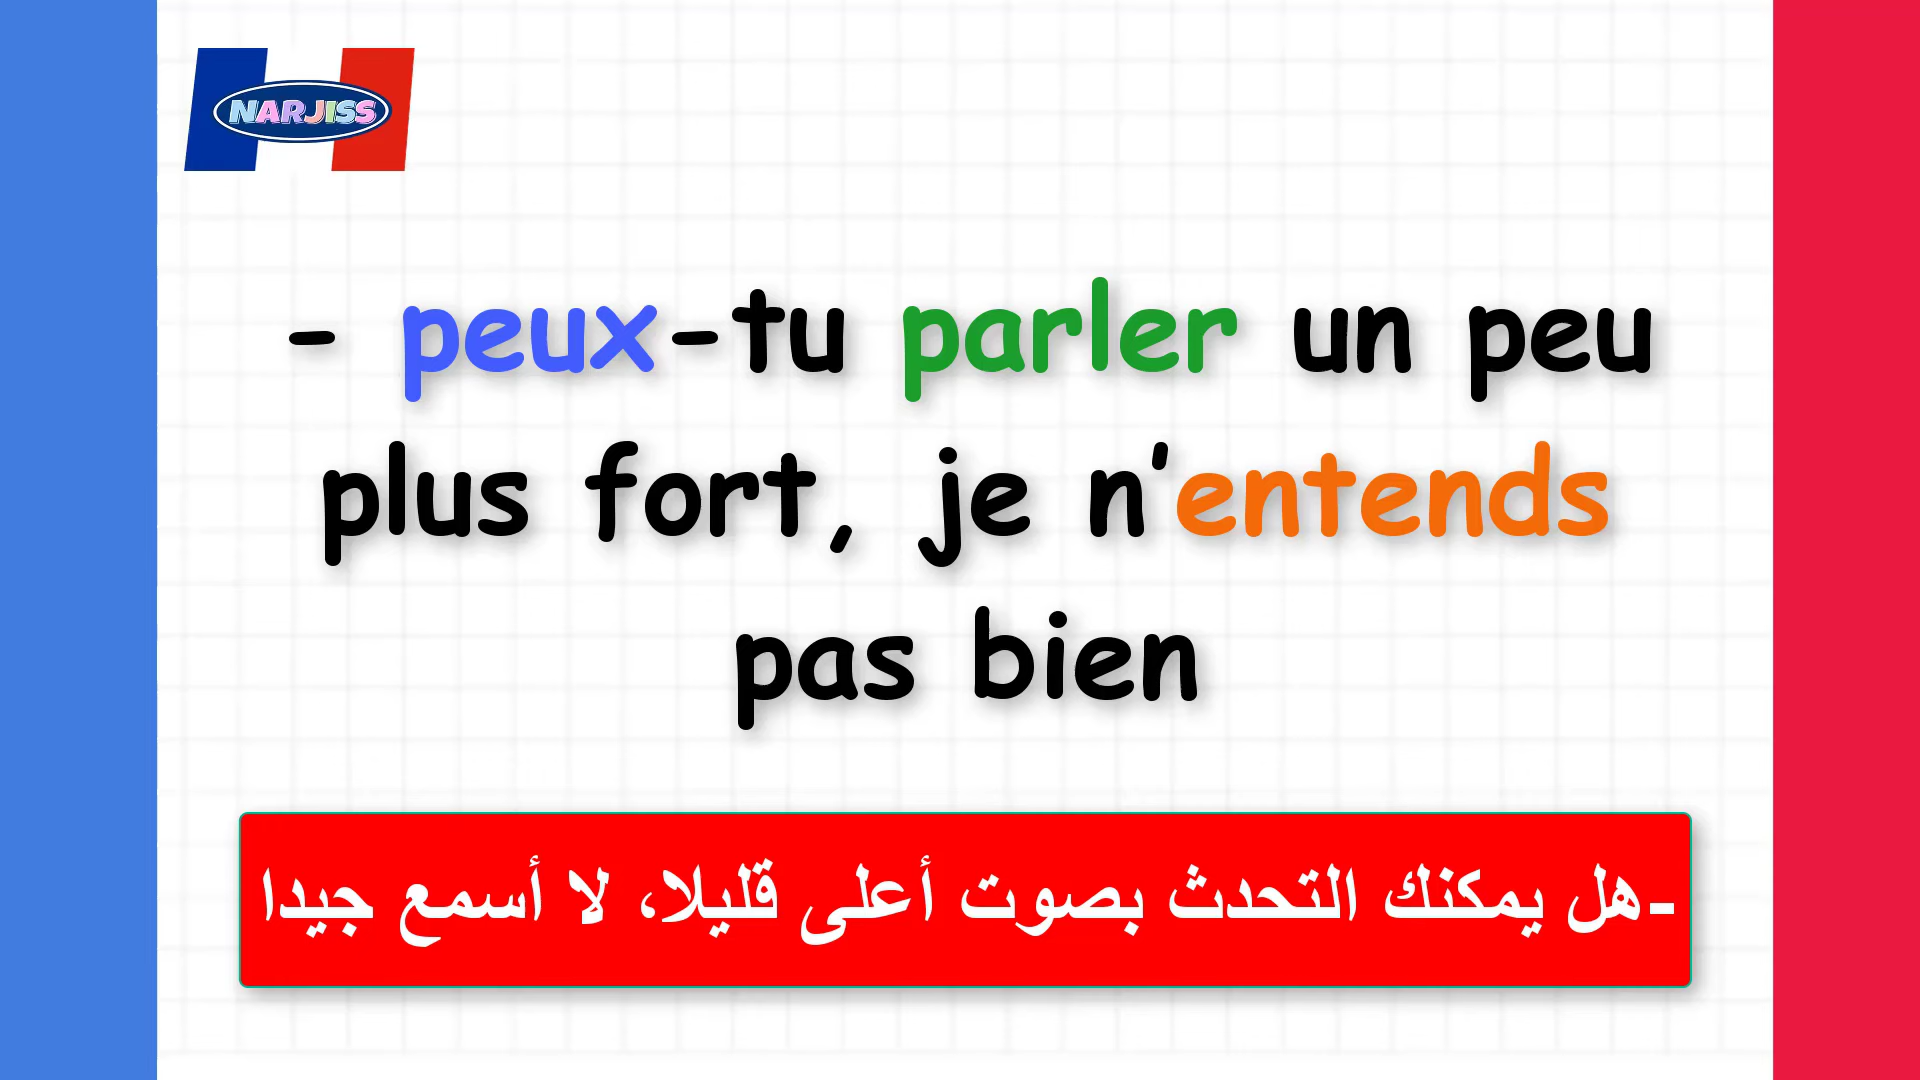 NARJISS
- peux-tu parler un peu
plus fort, je n’entends
pas bien
-هل يمكنك التحدث بصوت أعلى قليلا، لا أسمع جيدا